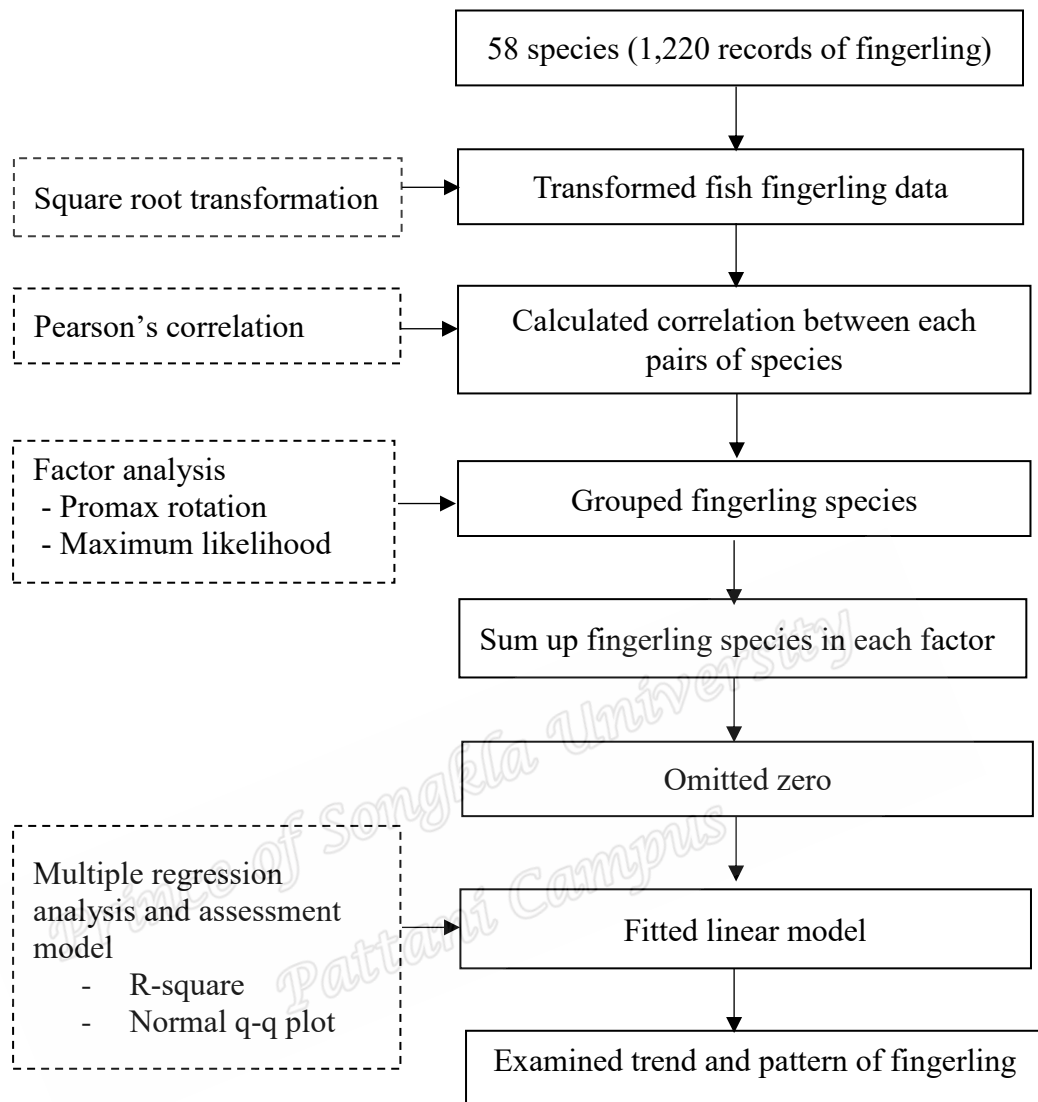 58 species (1,220 records of fingerling)
Square root transformation
Transformed fish fingerling data
Pearson’s correlation
Calculated correlation between each
pairs of species
Factor analysis
- Promax rotation
- Maximum likelihood
Grouped fingerling species
Sum up fingerling species in each factor
Omitted zero
Multiple regression
analysis and assessment
model
- R-square
- Normal q-q plot
Fitted linear model
Examined trend and pattern of fingerling
Prince of Songkla University
Pattani Campus